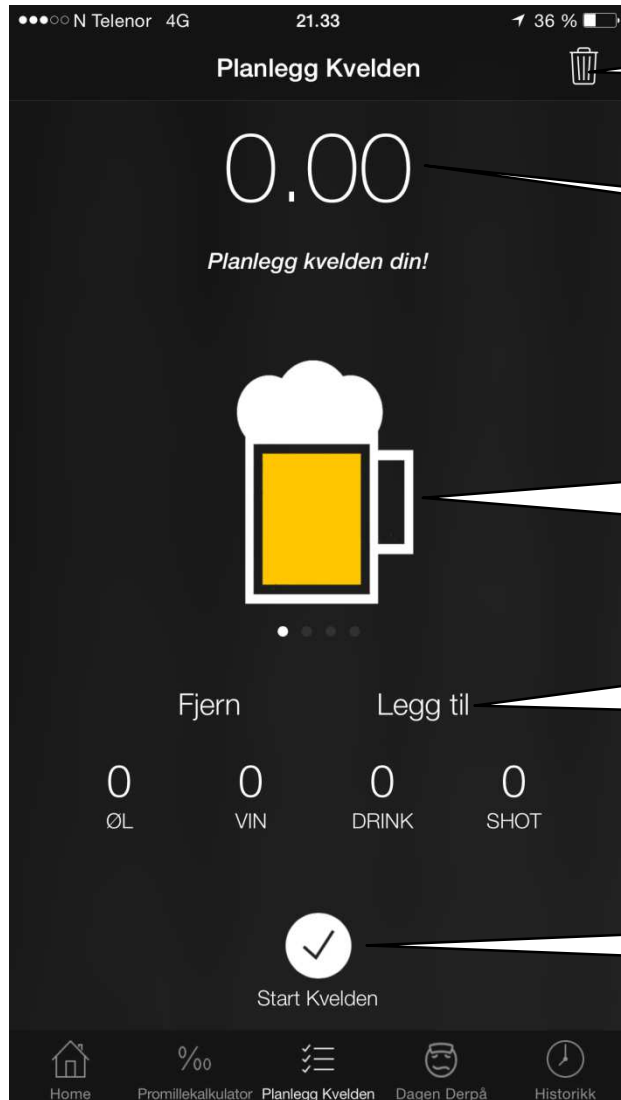 N Telenor 4G 21.33 36 %
Planlegg Kvelden
0.00
Planlegg kvelden din!
Fjern Legg til
0 0 0 0
ØL VIN DRINK SHOT
Start Kvelden
‰
Home Promillekalkulator Planlegg Kvelden Dagen Derpå Historikk